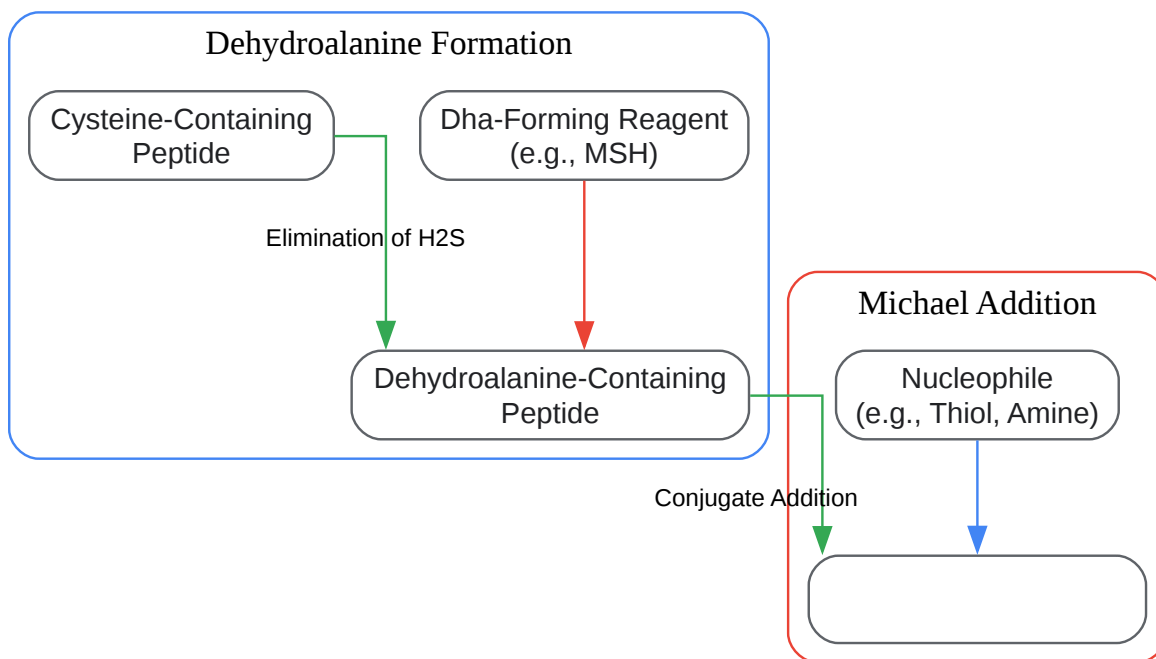 Dehydroalanine Formation
Cysteine-Containing
Peptide
Dha-Forming Reagent
(e.g., MSH)
Elimination of H2S
Dehydroalanine-Containing
Peptide
Michael Addition
Nucleophile
(e.g., Thiol, Amine)
Conjugate Addition